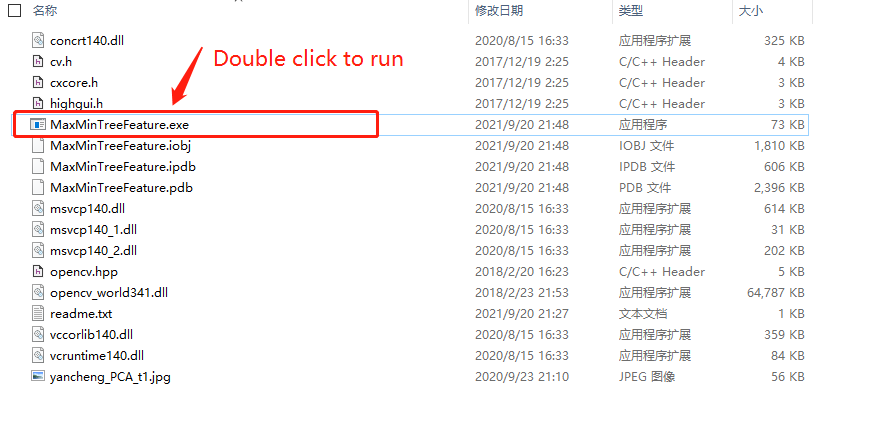 名称 修改日期 类型 大小
Double click to run
concrt140.dll 2020/8/15 16:33 应用程序扩展 325 KB
cv.h 2017/12/19 2:25 C/C++ Header 4 KB
cxcore.h 2017/12/19 2:25 C/C++ Header 3 KB
highgui.h 2017/12/19 2:25 C/C++ Header 3 KB
MaxMinTreeFeature.exe 2021/9/20 21:48 应用程序 73 KB
MaxMinTreeFeature.iobj 2021/9/20 21:48 IOBJ 文件 1,810 KB
MaxMinTreeFeature.ipdb 2021/9/20 21:48 IPDB 文件 606 KB
MaxMinTreeFeature.pdb 2021/9/20 21:48 PDB 文件 2,396 KB
msvcp140.dll 2020/8/15 16:33 应用程序扩展 614 KB
msvcp140_1.dll 2020/8/15 16:33 应用程序扩展 31 KB
msvcp140_2.dll 2020/8/15 16:33 应用程序扩展 202 KB
opencv.hpp 2018/2/20 16:23 C/C++ Header 5 KB
opencv_world341.dll 2018/2/23 21:53 应用程序扩展 64,787 KB
readme.txt 2021/9/20 21:27 文本文档 1 KB
vccorlib140.dll 2020/8/15 16:33 应用程序扩展 359 KB
vcruntime140.dll 2020/8/15 16:33 应用程序扩展 84 KB
yancheng_PCA_t1.jpg 2020/9/23 21:10 JPEG 图像 56 KB